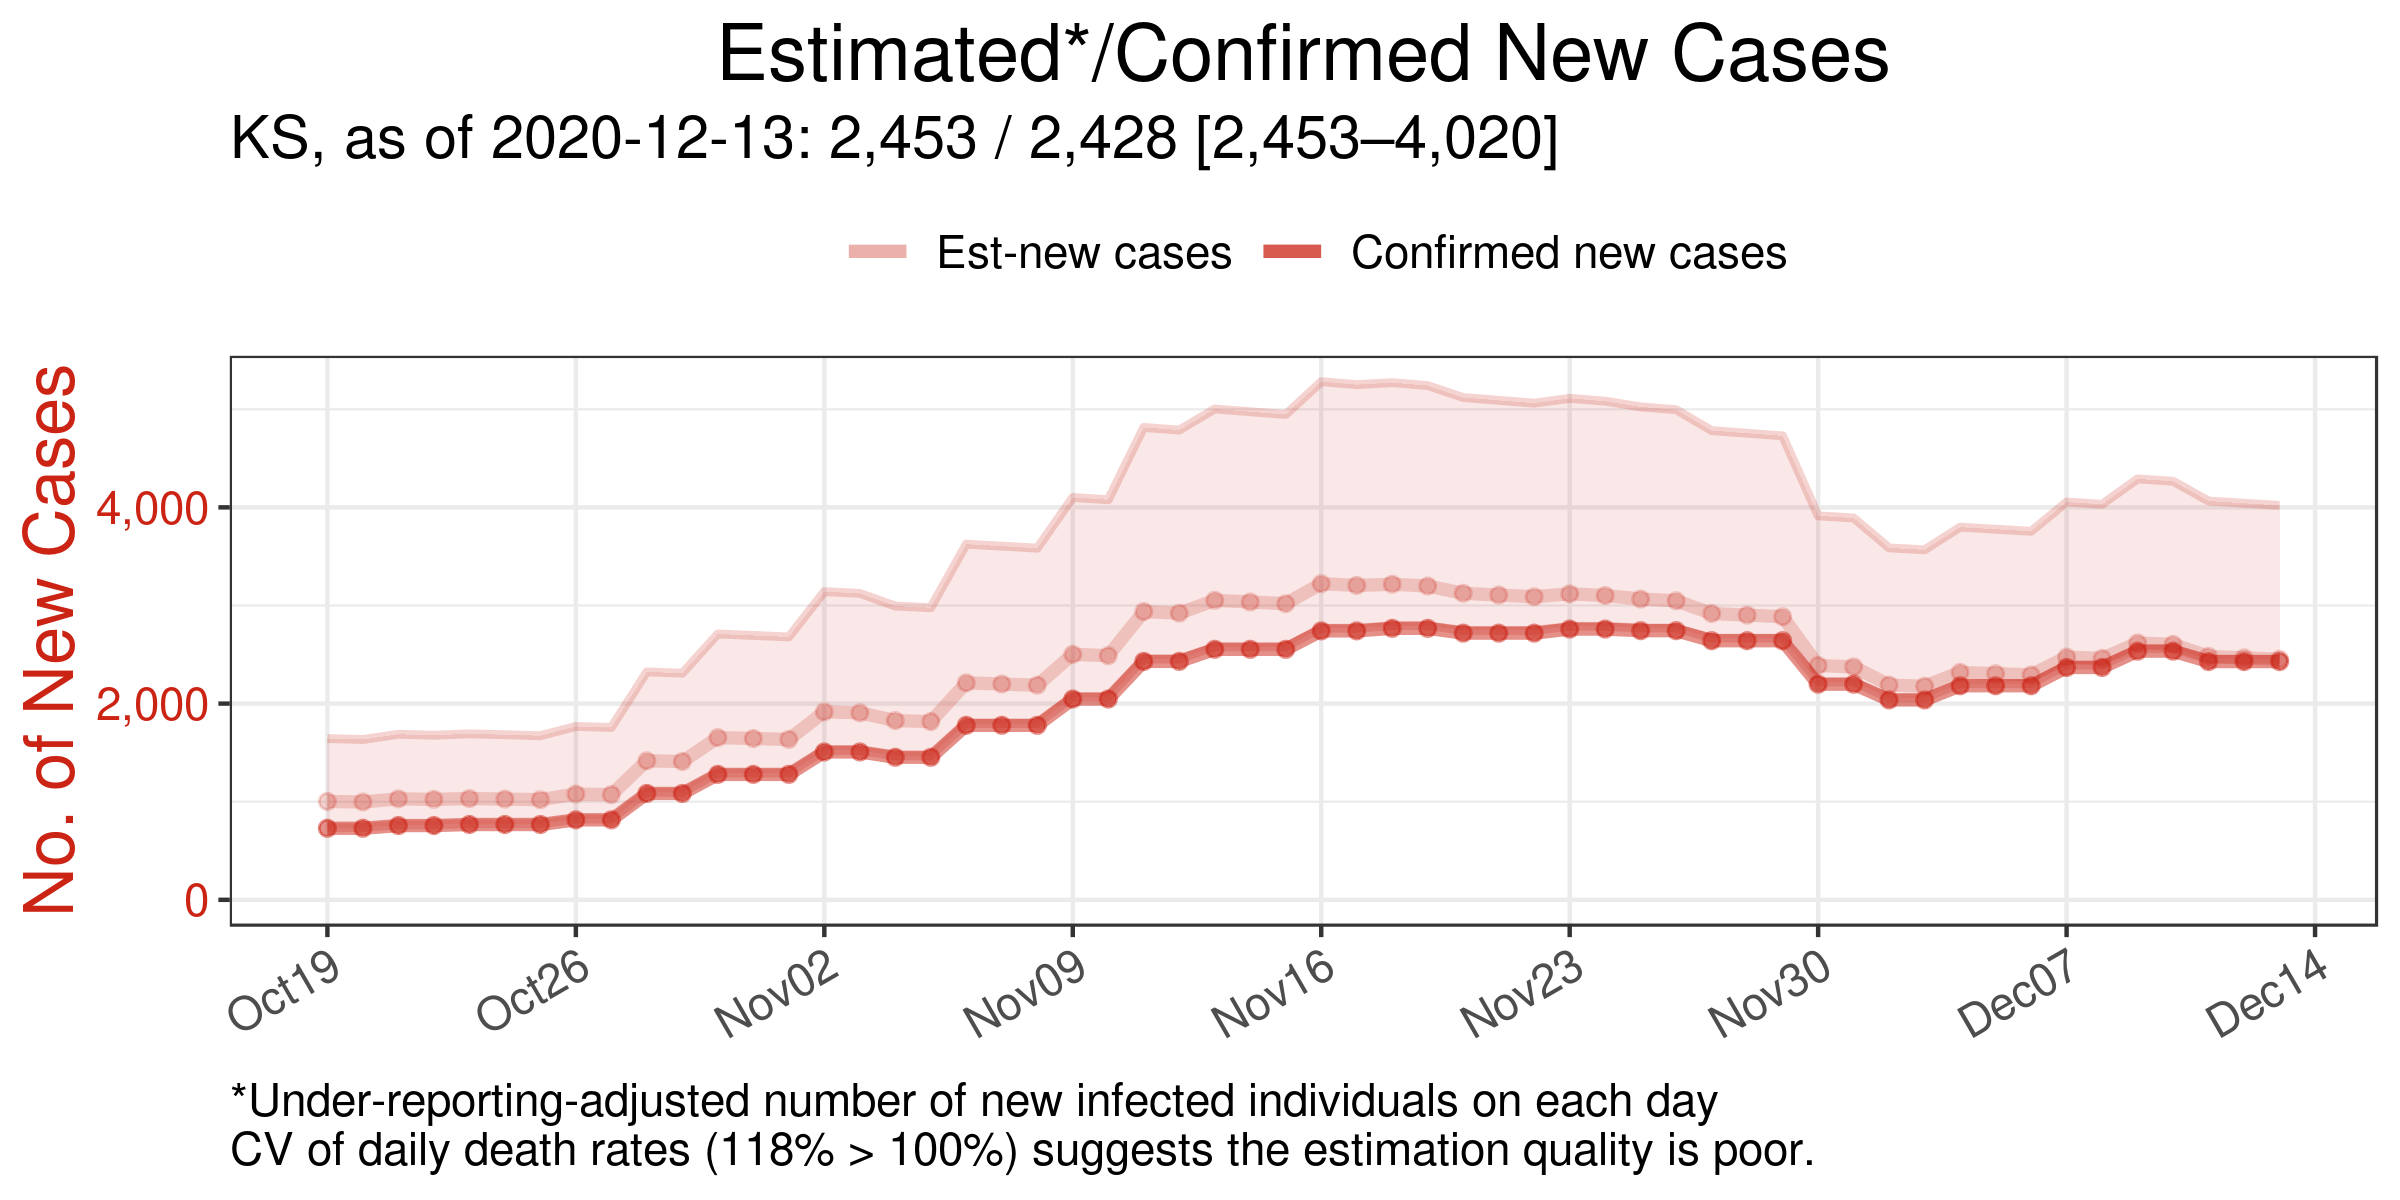 Estimated*/Confirmed New Cases
KS, as of 2020-12-13: 2,453 / 2,428 [2,453–4,020]
Est-new cases
Confirmed new cases
No. of New Cases
4,000
2,000
0
Oct19
Oct26
Nov02
Nov09
Nov16
Nov23
Nov30
Dec07
Dec14
*Under-reporting-adjusted number of new infected individuals on each day
CV of daily death rates (118% > 100%) suggests the estimation quality is poor.